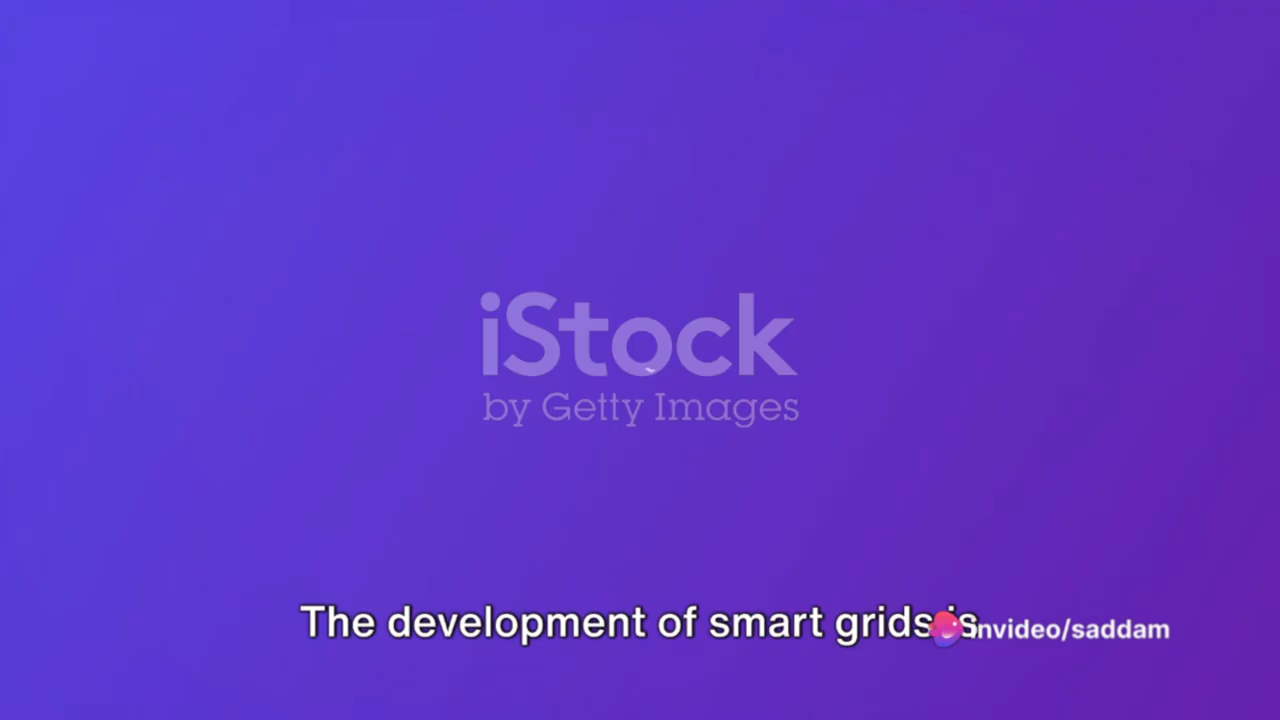 iStock
by Getty Images
The development of smart grids is
invideo/saddam